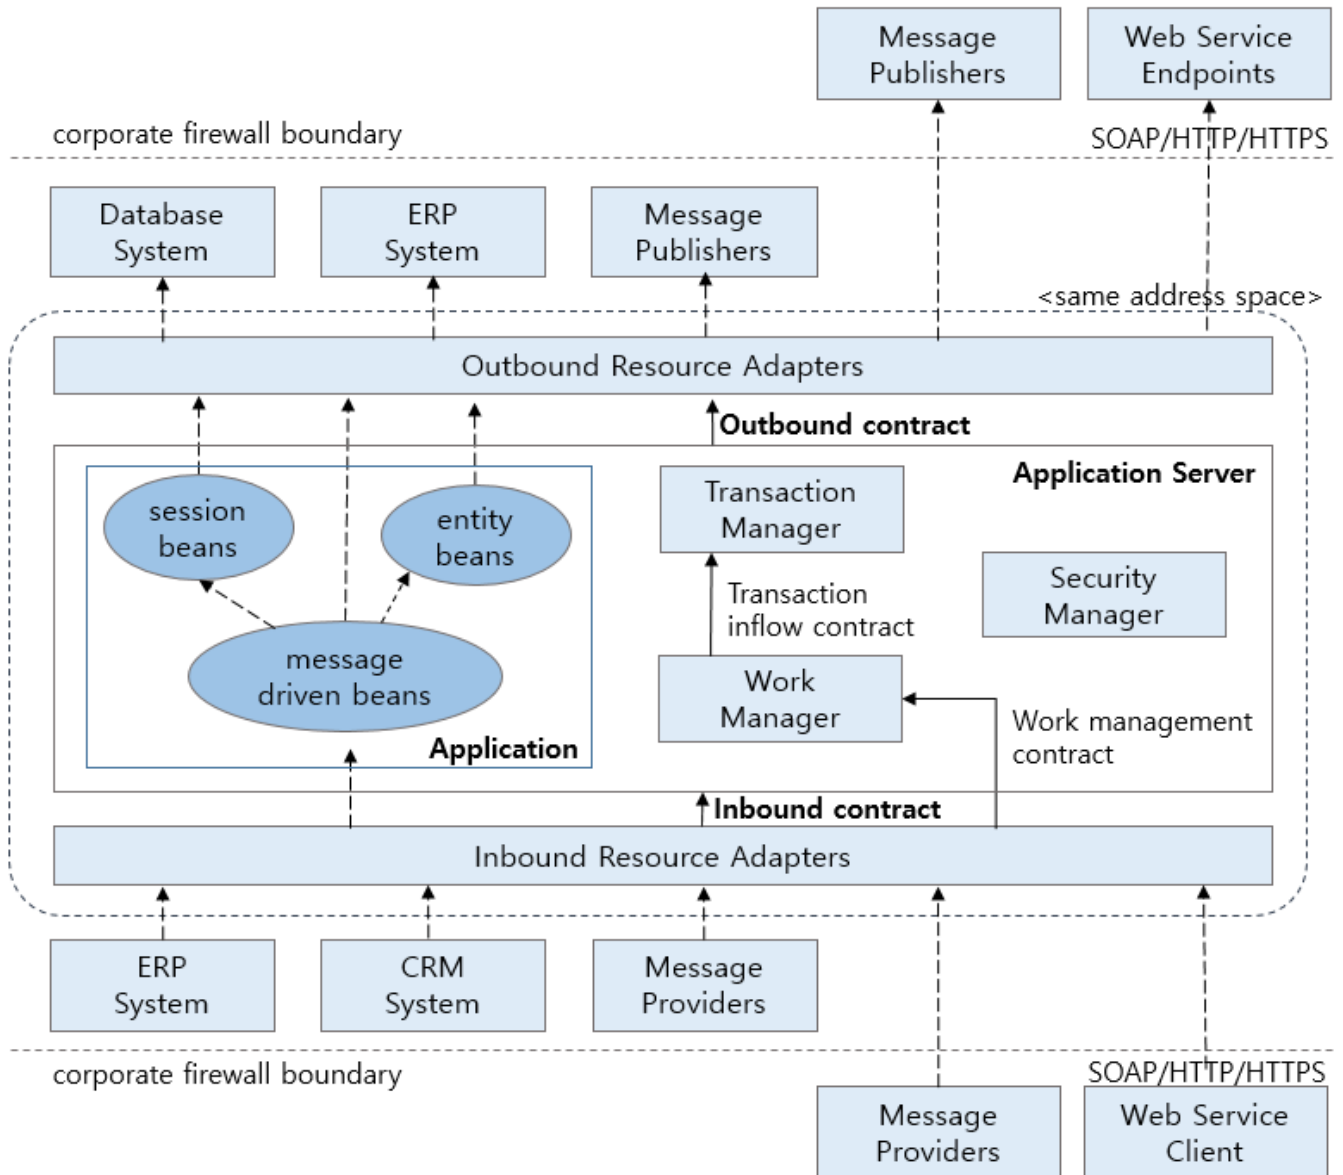 Message
Publishers
Web Service
Endpoints
corporate firewall boundary
SOAP/HTTP/HTTPS
Database
System
ERP
System
Message
Publishers
<same address space>
Outbound Resource Adapters
Outbound contract
Application Server
session
beans
entity
beans
message
driven beans
Application
Transaction
Manager
Transaction
inflow contract
Work
Manager
Security
Manager
Work management
contract
Inbound contract
Inbound Resource Adapters
ERP
System
CRM
System
Message
Providers
corporate firewall boundary
SOAP/HTTP/HTTPS
Message
Providers
Web Service
Client